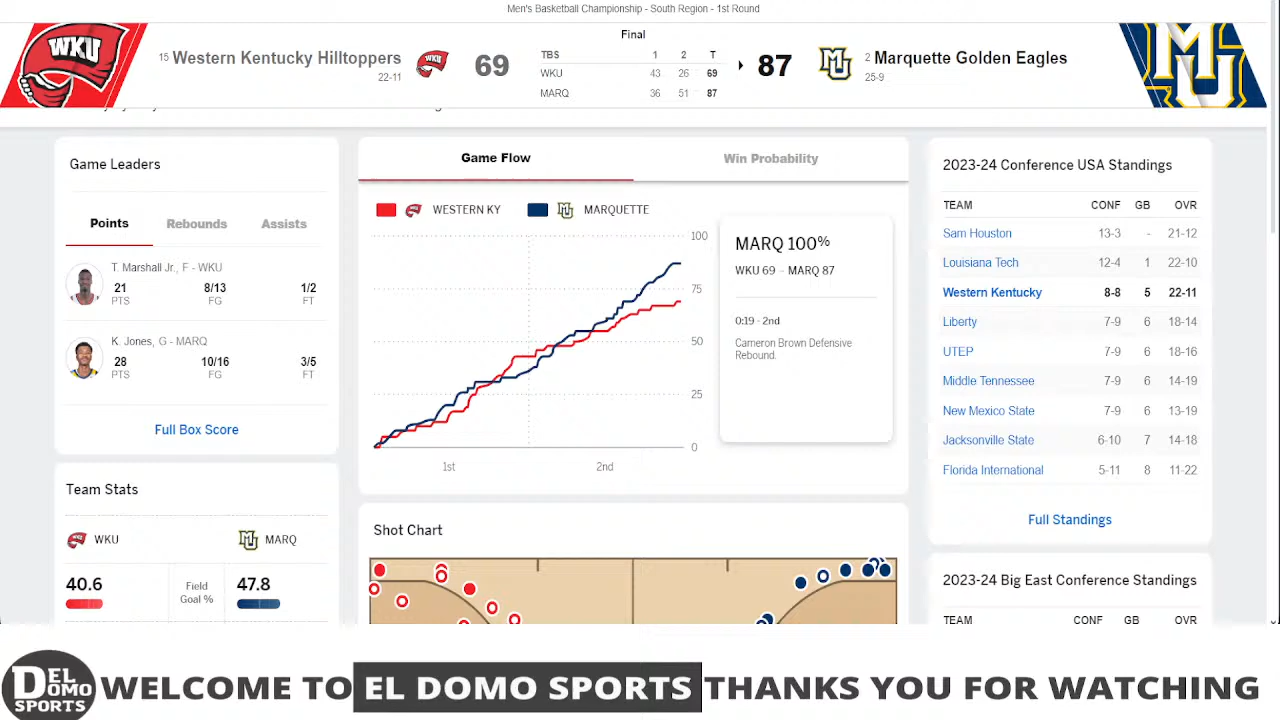 Men's Basketball Championship - South Region - 1st Round
WKU
15 Western Kentucky Hilltoppers
22-11
69
Final
TBS 1 2 T
WKU 43 26 69
MARQ 36 51 87
87
MU
2 Marquette Golden Eagles
25-9
MU
Game Leaders
Points Rebounds Assists
T. Marshall Jr., F - WKU
21 8/13 1/2
PTS FG FT
K. Jones, G - MARQ
28 10/16 3/5
PTS FG FT
Full Box Score
Team Stats
WKU MARQ
40.6 Field Goal % 47.8
Game Flow Win Probability
WESTERN KY MARQUETTE
100
75
50
25
0
1st 2nd
MARQ 100%
WKU 69 - MARQ 87
0:19 - 2nd
Cameron Brown Defensive
Rebound.
Shot Chart
2023-24 Conference USA Standings
TEAM CONF GB OVR
Sam Houston 13-3 - 21-12
Louisiana Tech 12-4 1 22-10
Western Kentucky 8-8 5 22-11
Liberty 7-9 6 18-14
UTEP 7-9 6 18-16
Middle Tennessee 7-9 6 14-19
New Mexico State 7-9 6 13-19
Jacksonville State 6-10 7 14-18
Florida International 5-11 8 11-22
Full Standings
2023-24 Big East Conference Standings
TEAM CONF GB OVR
DEL DOMO SPORTS
WELCOME TO EL DOMO SPORTS THANKS YOU FOR WATCHING